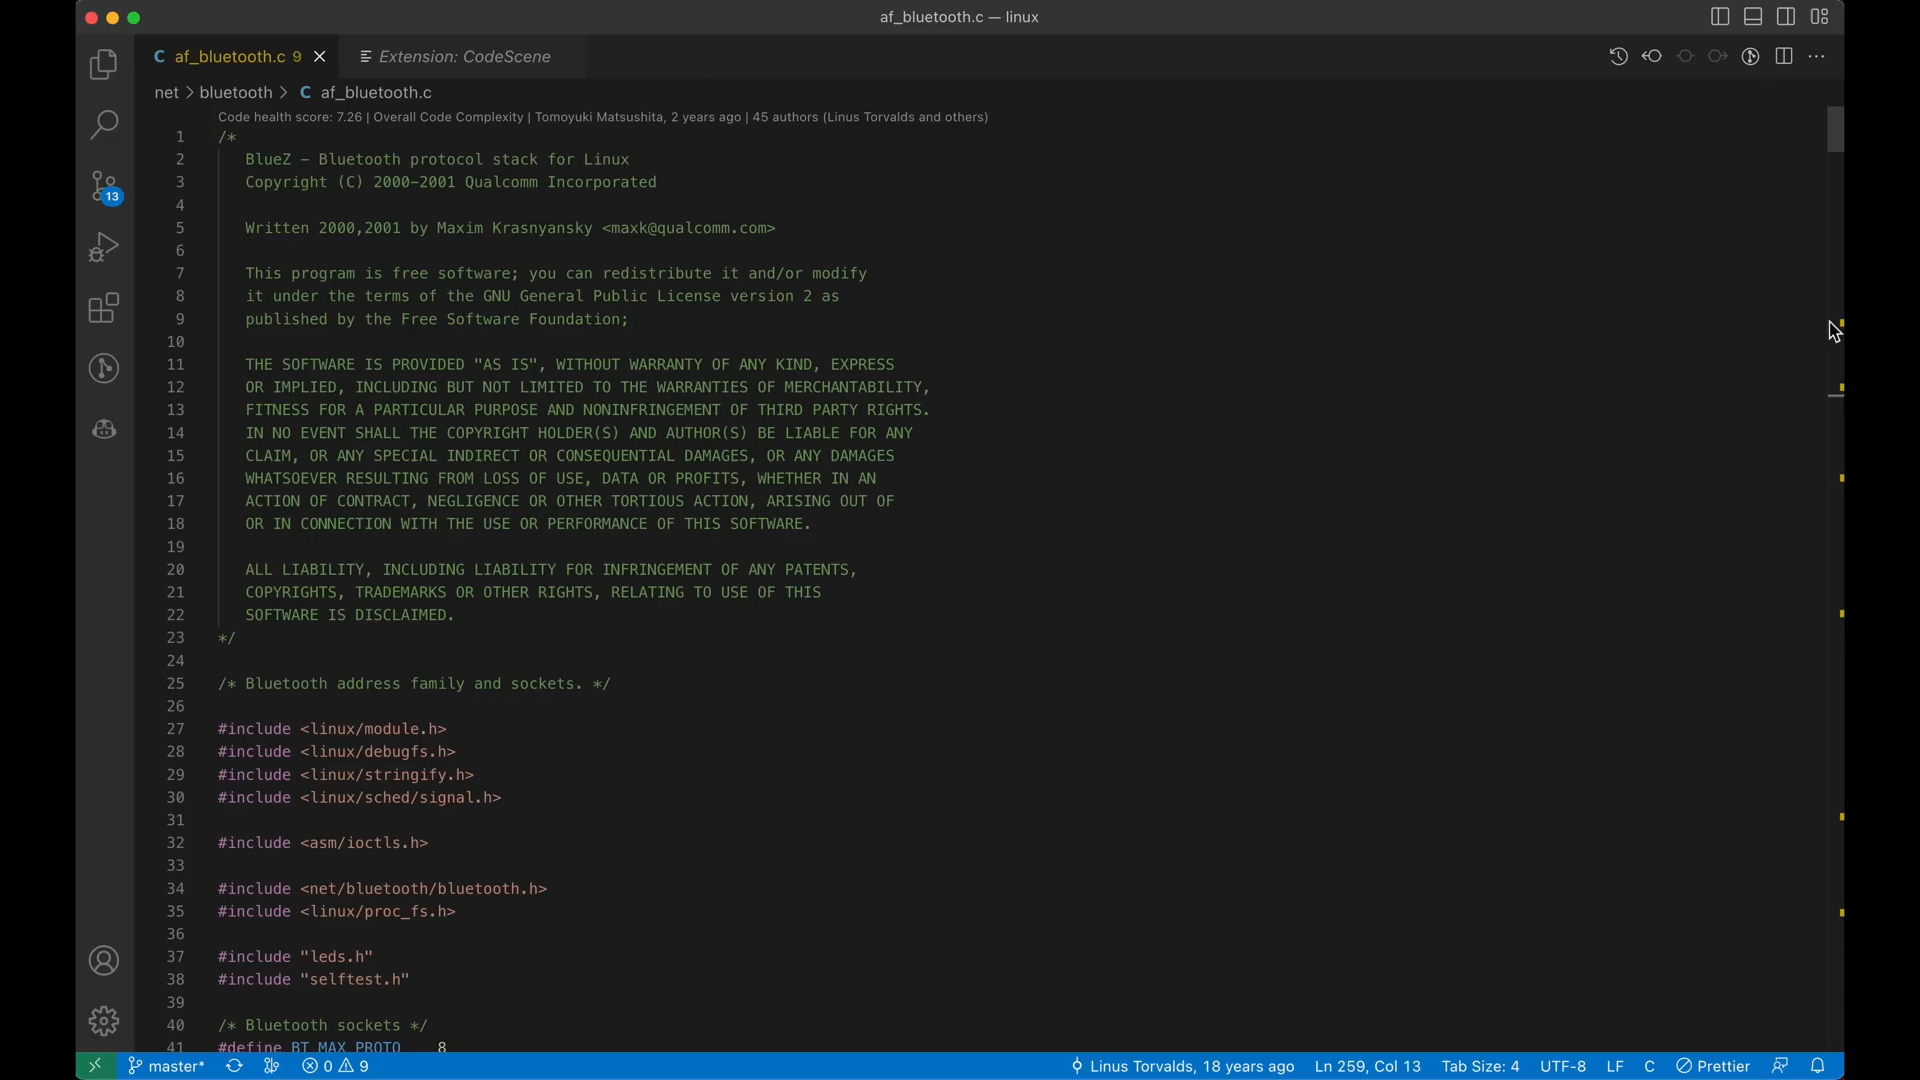 af_bluetooth.c — linux
C af_bluetooth.c 9
Extension: CodeScene
net > bluetooth > C af_bluetooth.c
Code health score: 7.26 | Overall Code Complexity | Tomoyuki Matsushita, 2 years ago | 45 authors (Linus Torvalds and others)
1 /*
2 BlueZ - Bluetooth protocol stack for Linux
3 Copyright (C) 2000-2001 Qualcomm Incorporated
4
5 Written 2000,2001 by Maxim Krasnyansky <maxk@qualcomm.com>
6
7 This program is free software; you can redistribute it and/or modify
8 it under the terms of the GNU General Public License version 2 as
9 published by the Free Software Foundation;
10
11 THE SOFTWARE IS PROVIDED "AS IS", WITHOUT WARRANTY OF ANY KIND, EXPRESS
12 OR IMPLIED, INCLUDING BUT NOT LIMITED TO THE WARRANTIES OF MERCHANTABILITY,
13 FITNESS FOR A PARTICULAR PURPOSE AND NONINFRINGEMENT OF THIRD PARTY RIGHTS.
14 IN NO EVENT SHALL THE COPYRIGHT HOLDER(S) AND AUTHOR(S) BE LIABLE FOR ANY
15 CLAIM, OR ANY SPECIAL INDIRECT OR CONSEQUENTIAL DAMAGES, OR ANY DAMAGES
16 WHATSOEVER RESULTING FROM LOSS OF USE, DATA OR PROFITS, WHETHER IN AN
17 ACTION OF CONTRACT, NEGLIGENCE OR OTHER TORTIOUS ACTION, ARISING OUT OF
18 OR IN CONNECTION WITH THE USE OR PERFORMANCE OF THIS SOFTWARE.
19
20 ALL LIABILITY, INCLUDING LIABILITY FOR INFRINGEMENT OF ANY PATENTS,
21 COPYRIGHTS, TRADEMARKS OR OTHER RIGHTS, RELATING TO USE OF THIS
22 SOFTWARE IS DISCLAIMED.
23 */
24
25 /* Bluetooth address family and sockets. */
26
27 #include <linux/module.h>
28 #include <linux/debugfs.h>
29 #include <linux/stringify.h>
30 #include <linux/sched/signal.h>
31
32 #include <asm/ioctls.h>
33
34 #include <net/bluetooth/bluetooth.h>
35 #include <linux/proc_fs.h>
36
37 #include "leds.h"
38 #include "selftest.h"
39
40 /* Bluetooth sockets */
41 #define BT_MAX_PROTO 8
13
master* 0 9 Linus Torvalds, 18 years ago Ln 259, Col 13 Tab Size: 4 UTF-8 LF C Prettier